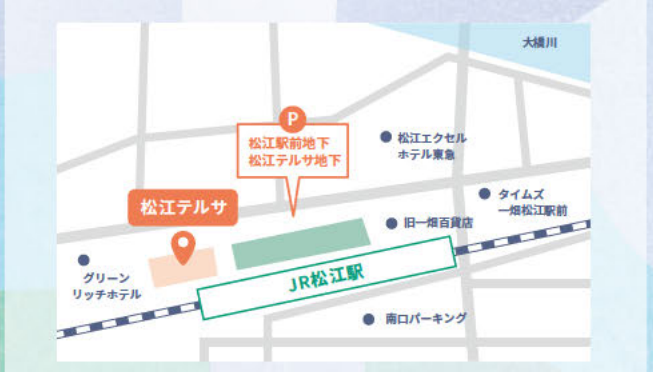 大橋川
P
松江駅前地下
松江テルサ地下
松江エクセル
ホテル東急
タイムズ
一畑松江駅前
松江テルサ
旧一畑百貨店
グリーン
リッチホテル
JR松江駅
南口パーキング